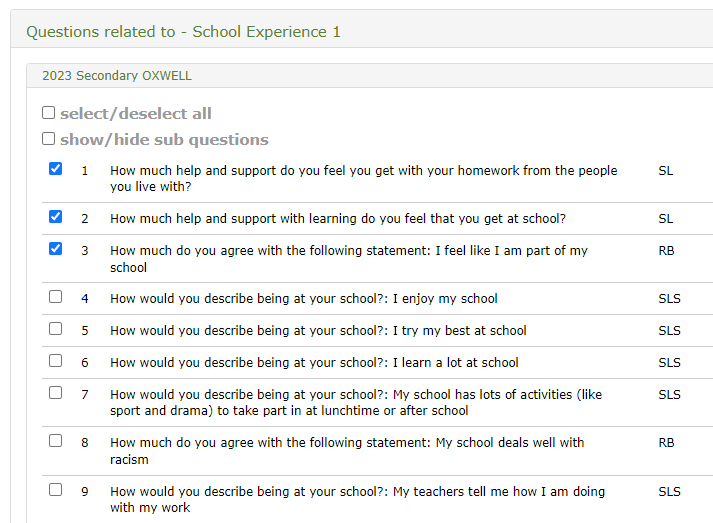 Questions related to - School Experience 1
2023 Secondary OXWELL
select/deselect all
show/hide sub questions
1 How much help and support do you feel you get with your homework from the people SL
you live with?
2 How much help and support with learning do you feel that you get at school? SL
3 How much do you agree with the following statement: I feel like I am part of my RB
school
4 How would you describe being at your school?: I enjoy my school SLS
5 How would you describe being at your school?: I try my best at school SLS
6 How would you describe being at your school?: I learn a lot at school SLS
7 How would you describe being at your school?: My school has lots of activities (like SLS
sport and drama) to take part in at lunchtime or after school
8 How much do you agree with the following statement: My school deals well with RB
racism
9 How would you describe being at your school?: My teachers tell me how I am doing SLS
with my work